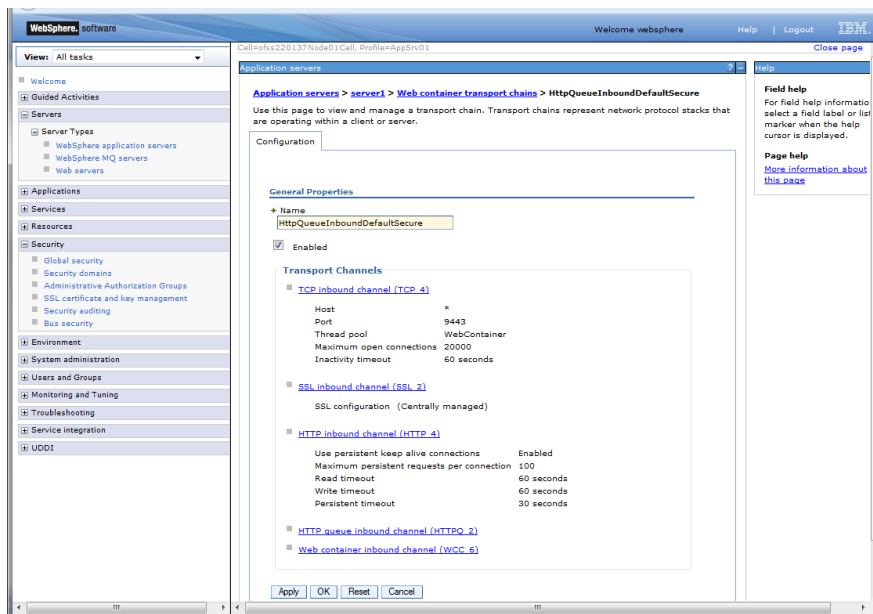 WebSphere. software
Welcome websphere
Help | Logout
IBM.
View: All tasks
Welcome
Guided Activities
Servers
Server Types
WebSphere application servers
WebSphere MQ servers
Web servers
Applications
Services
Resources
Security
Global security
Security domains
Administrative Authorization Groups
SSL certificate and key management
Security auditing
Bus security
Environment
System administration
Users and Groups
Monitoring and Tuning
Troubleshooting
Service integration
UDDI
Cell=ofss220137Node01Cell, Profile=AppSrv01
Close page
Application servers
? -
Application servers > server1 > Web container transport chains > HttpQueueInboundDefaultSecure
Use this page to view and manage a transport chain. Transport chains represent network protocol stacks that
are operating within a client or server.
Configuration
General Properties
Name
HttpQueueInboundDefaultSecure
Enabled
Transport Channels
TCP inbound channel (TCP_4)
Host *
Port 9443
Thread pool WebContainer
Maximum open connections 20000
Inactivity timeout 60 seconds
SSL inbound channel (SSL_2)
SSL configuration (Centrally managed)
HTTP inbound channel (HTTP_4)
Use persistent keep alive connections Enabled
Maximum persistent requests per connection 100
Read timeout 60 seconds
Write timeout 60 seconds
Persistent timeout 30 seconds
HTTP queue inbound channel (HTTPQ_2)
Web container inbound channel (WCC_6)
Apply OK Reset Cancel
Help
Field help
For field help informatio
select a field label or list
marker when the help
cursor is displayed.
Page help
More information about
this page